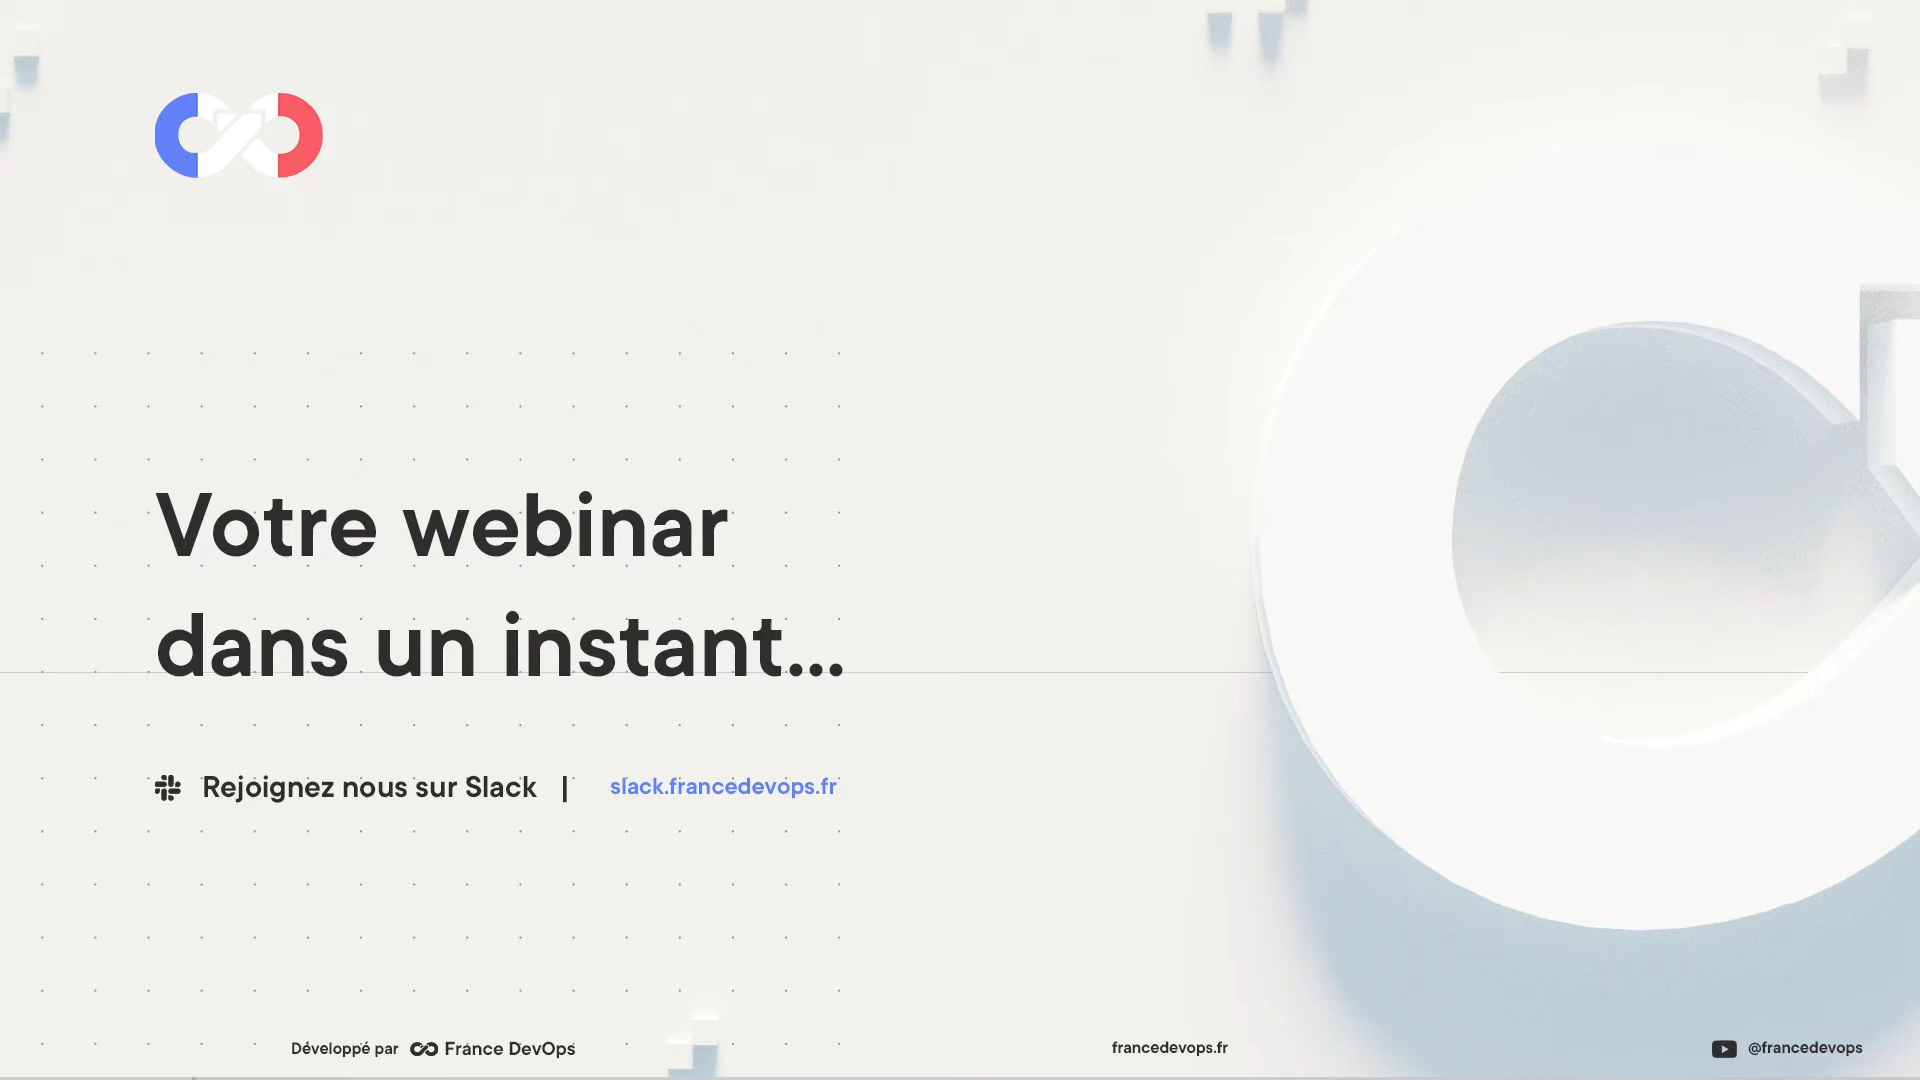 Votre webinar
dans un instant...
Rejoignez nous sur Slack | slack.francedevops.fr
Développé par France DevOps
francedevops.fr
@francedevops